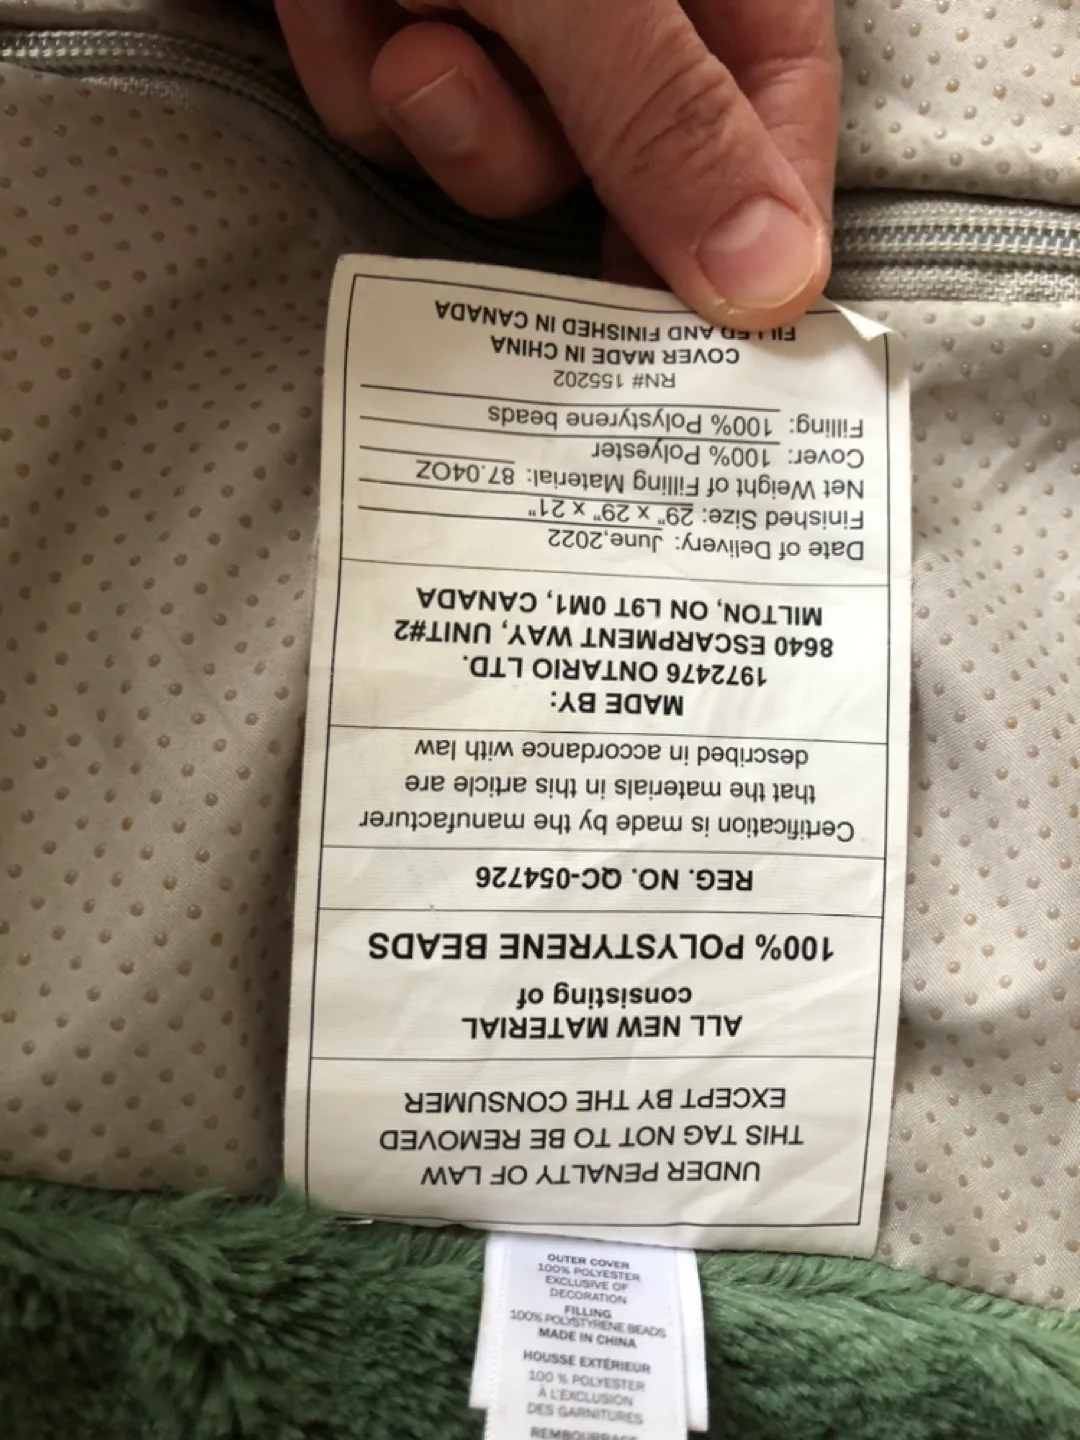 UNDER PENALTY OF LAW
THIS TAG NOT TO BE REMOVED
EXCEPT BY THE CONSUMER
ALL NEW MATERIAL
consisting of
100% POLYSTYRENE BEADS
REG. NO. QC-054726
Certification is made by the manufacturer
that the materials in this article are
described in accordance with law
MADE BY:
1972476 ONTARIO LTD.
8640 ESCARPMENT WAY, UNIT#2
MILTON, ON L9T 0M1, CANADA
Date of Delivery: June,2022
Finished Size: 29" x 29" x 21"
Net Weight of Filling Material: 87.04OZ
Cover: 100% Polyester
Filling: 100% Polystyrene beads
RN# 155202
COVER MADE IN CHINA
FILLED AND FINISHED IN CANADA
OUTER COVER
100% POLYESTER
EXCLUSIVE OF
DECORATION
FILLING
100% POLYSTYRENE BEADS
MADE IN CHINA
HOUSSE EXTÉRIEUR
100 % POLYESTER
À L'EXCLUSION
DES GARNITURES
REMBOURRAGE